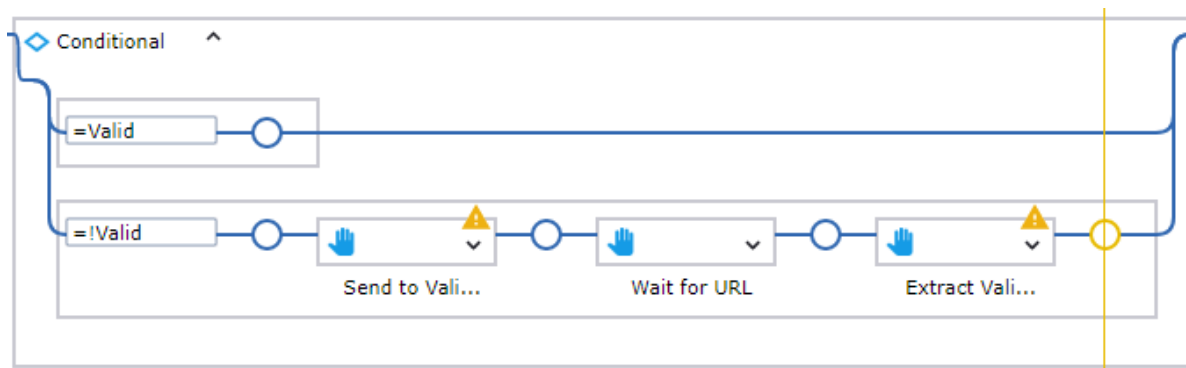 Conditional
=Valid
=!Valid
Send to Vali...
Wait for URL
Extract Vali...